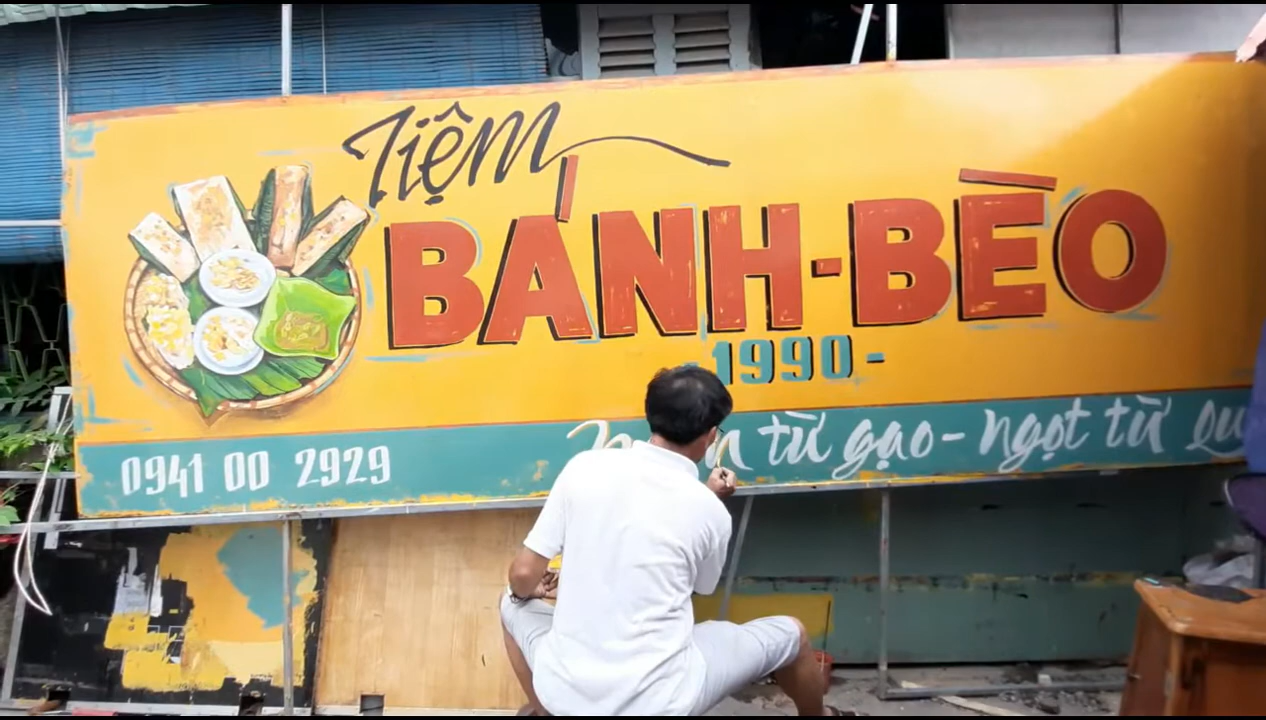 Tiệm
BÁNH-BÈO
- 1990 -
từ gạo - ngọt từ
0941 00 2929